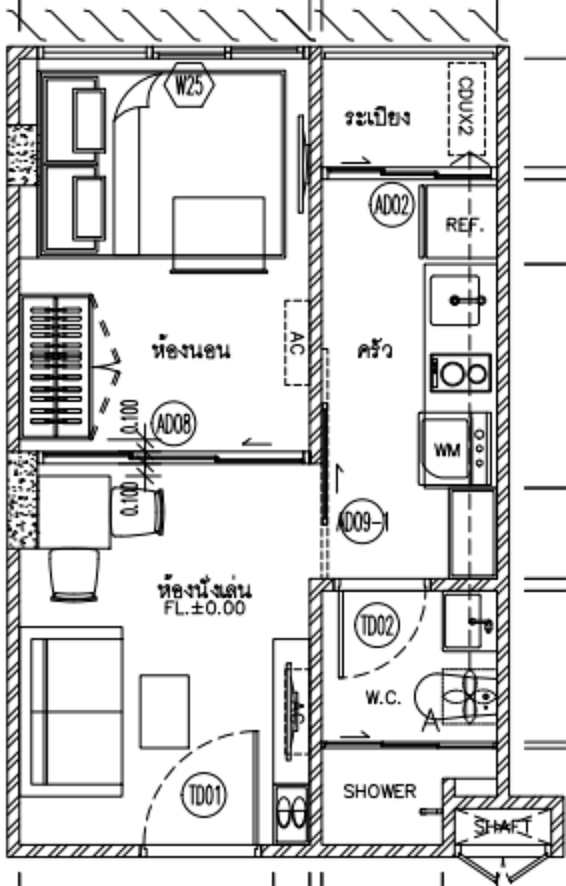 W25
ระเบียง
CDUX2
AD02
REF.
ห้องนอน
AC
ครัว
0.100
AD08
WM
0.100
AD09-1
ห้องนั่งเล่น
FL.±0.00
TD02
W.C.
A
AC
TD01
SHOWER
SHAFT